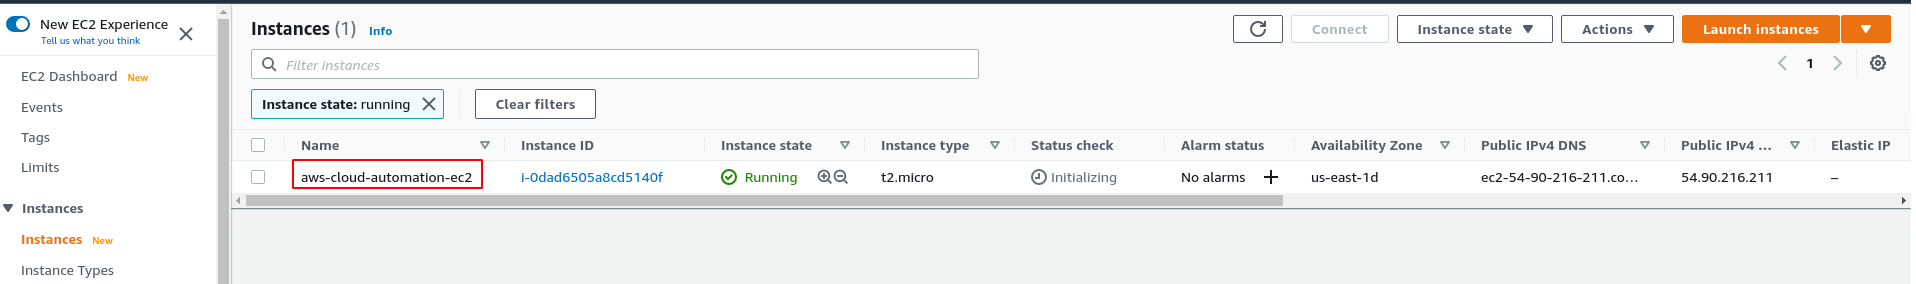 New EC2 Experience
Tell us what you think
EC2 Dashboard New
Events
Tags
Limits
Instances
Instances New
Instance Types
Instances (1) Info
Connect
Instance state
Actions
Launch instances
Filter instances
1
Instance state: running
Clear filters
Name Instance ID Instance state Instance type Status check Alarm status Availability Zone Public IPv4 DNS Public IPv4 ... Elastic IP
aws-cloud-automation-ec2 i-0dad6505a8cd5140f Running t2.micro Initializing No alarms us-east-1d ec2-54-90-216-211.co... 54.90.216.211 –